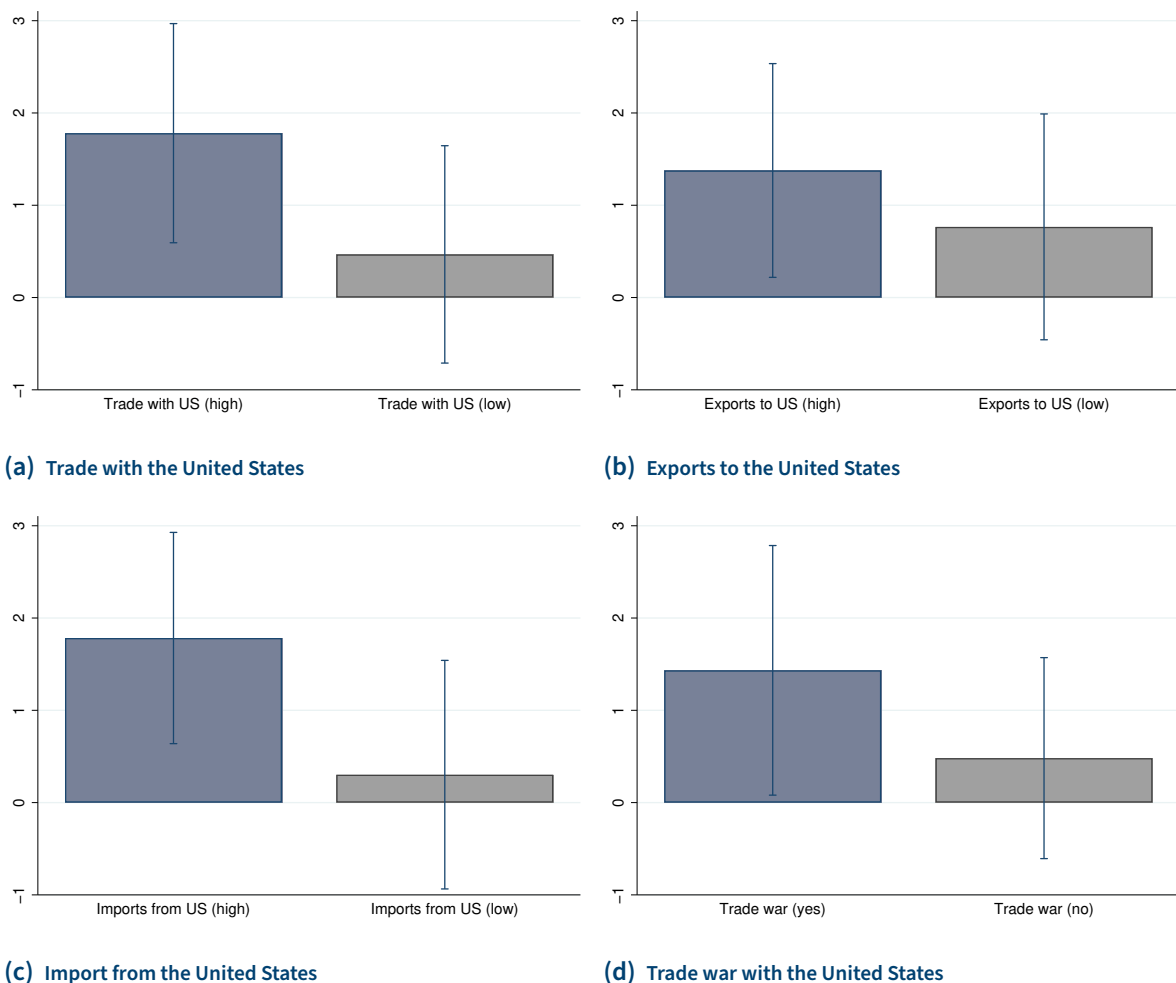 3
2
1
0
−1
Trade with US (high) Trade with US (low)
(a) Trade with the United States
3
2
1
0
−1
Exports to US (high) Exports to US (low)
(b) Exports to the United States
3
2
1
0
−1
Imports from US (high) Imports from US (low)
(c) Import from the United States
3
2
1
0
−1
Trade war (yes) Trade war (no)
(d) Trade war with the United States